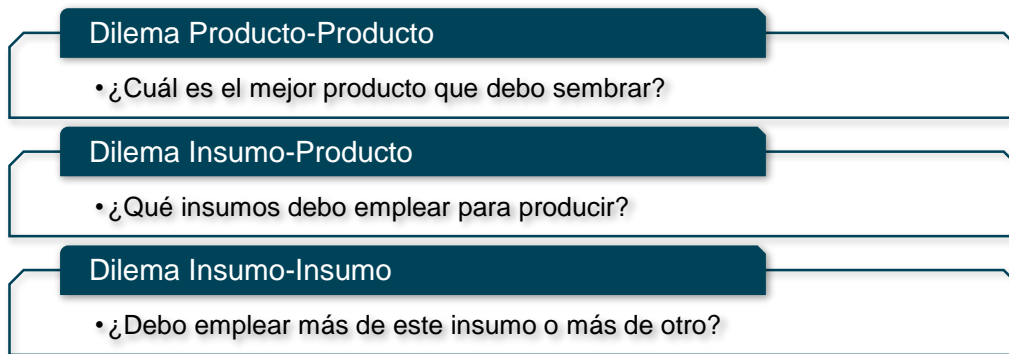 Dilema Producto-Producto
• ¿Cuál es el mejor producto que debo sembrar?
Dilema Insumo-Producto
• ¿Qué insumos debo emplear para producir?
Dilema Insumo-Insumo
• ¿Debo emplear más de este insumo o más de otro?